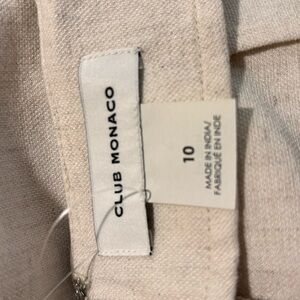 CLUB MONACO
10
MADE IN INDIA/
FABRIQUÉ EN INDE